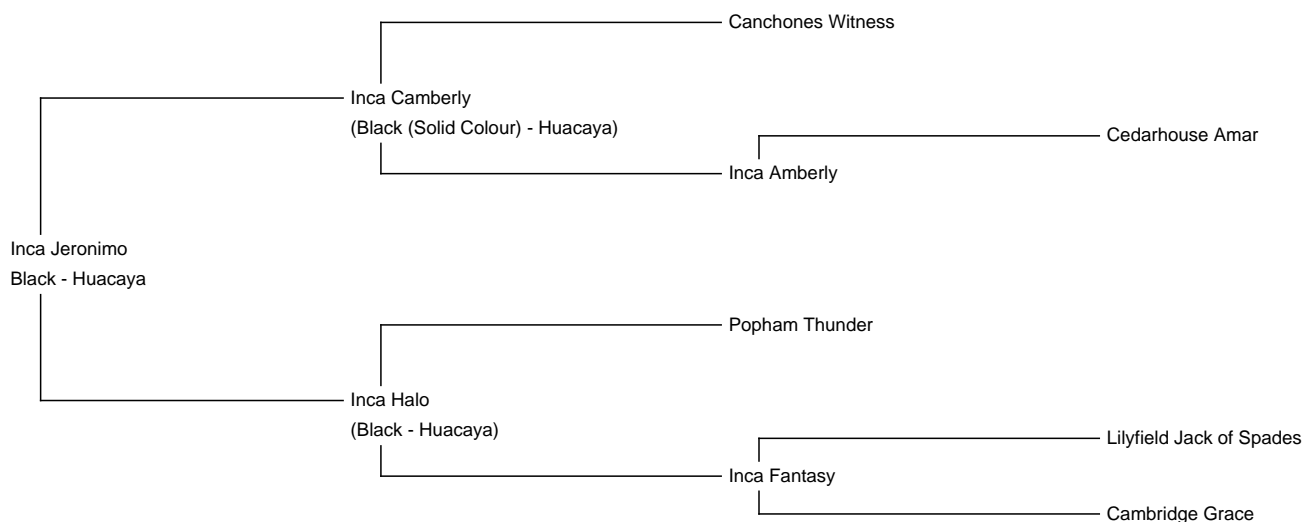 Canchones Witness
Inca Camberly
(Black (Solid Colour) - Huacaya)
Cedarhouse Amar
Inca Amberly
Inca Jeronimo
Black - Huacaya
Popham Thunder
Inca Halo
(Black - Huacaya)
Lilyfield Jack of Spades
Inca Fantasy
Cambridge Grace